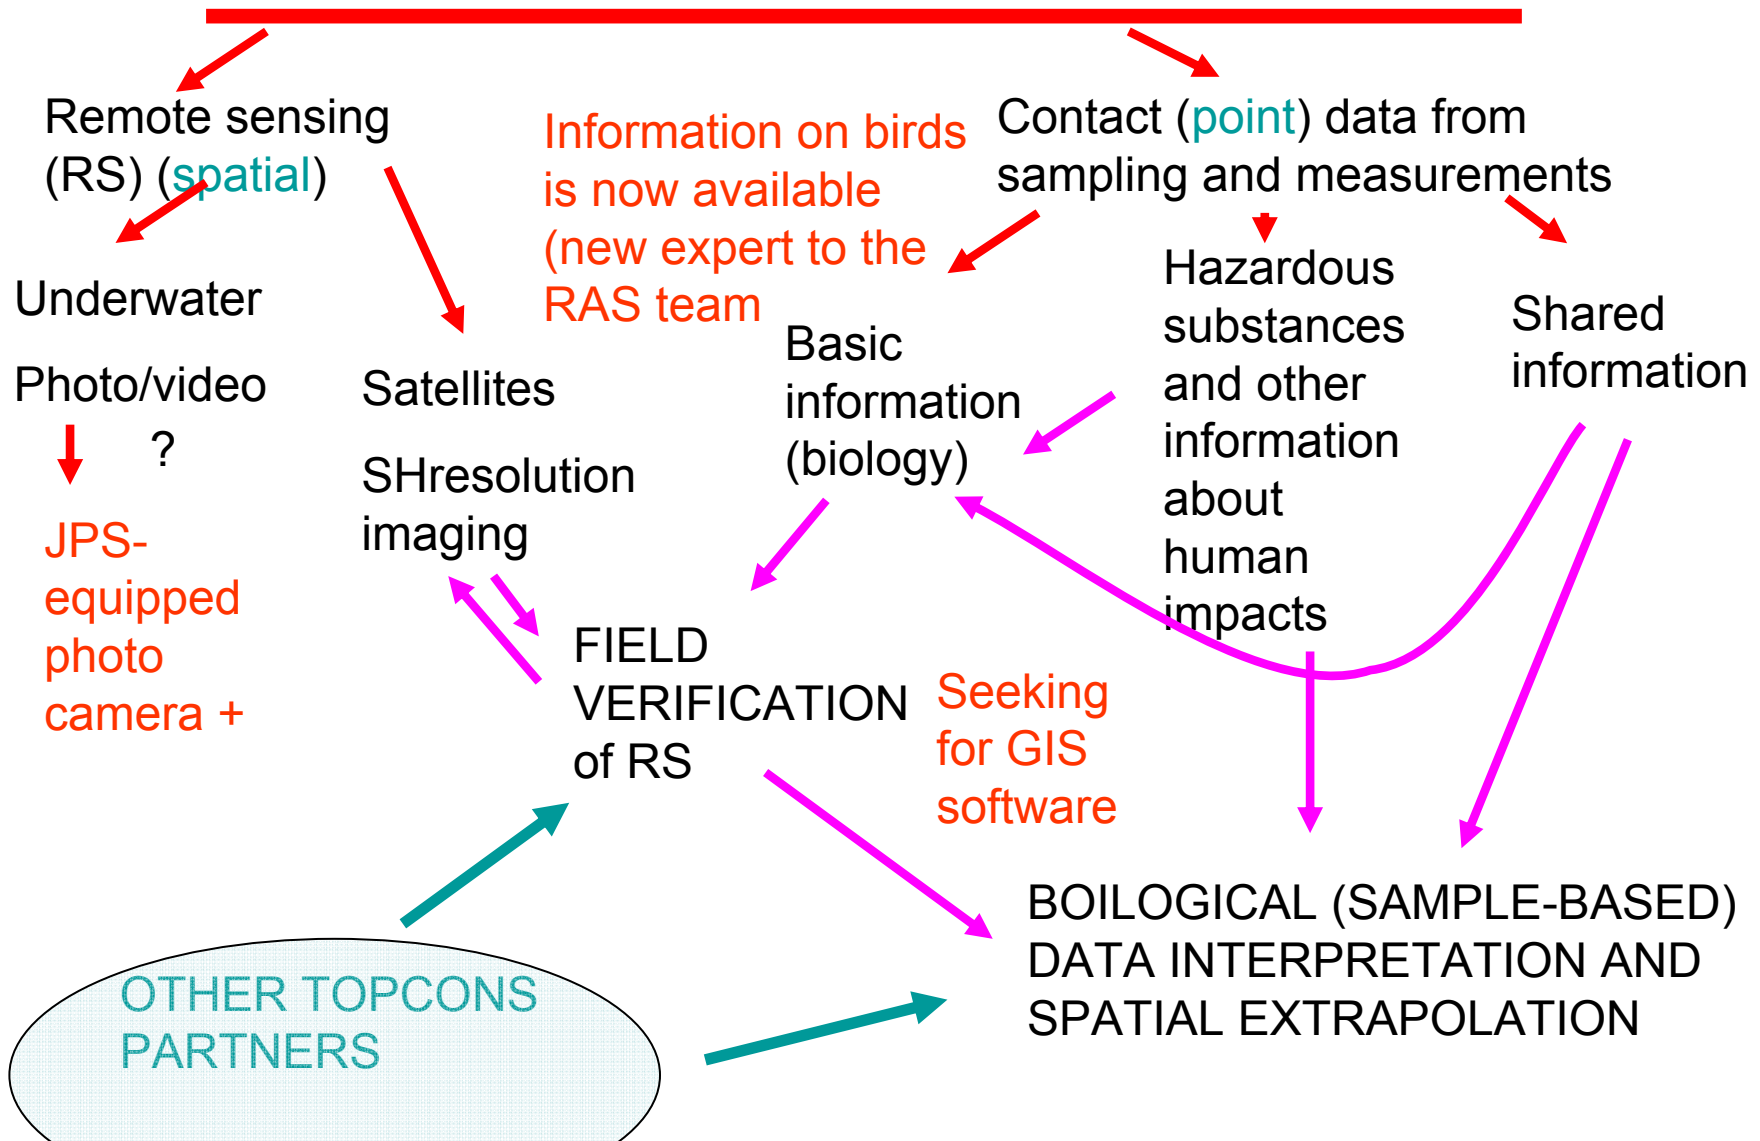 Remote sensing
(RS) (spatial)
Information on birds
is now available
(new expert to the
RAS team
Contact (point) data from
sampling and measurements
Underwater
Photo/video
?
JPS-
equipped
photo
camera +
Satellites
SHresolution
imaging
Basic
information
(biology)
Hazardous
substances
and other
information
about
human
impacts
Shared
information
FIELD
VERIFICATION
of RS
Seeking
for GIS
software
OTHER TOPCONS
PARTNERS
BOILOGICAL (SAMPLE-BASED)
DATA INTERPRETATION AND
SPATIAL EXTRAPOLATION